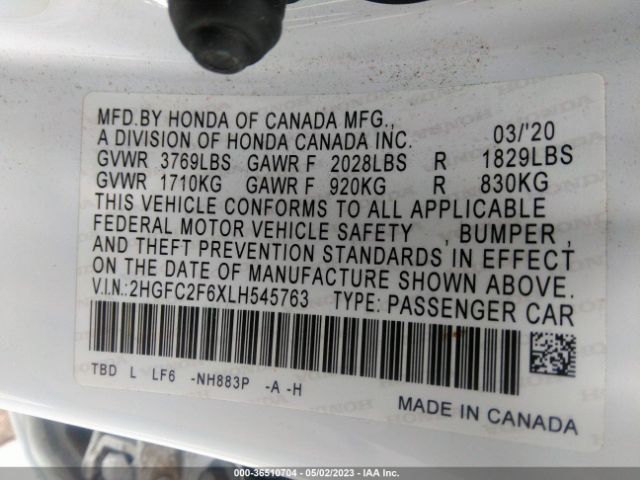 MFD.BY HONDA OF CANADA MFG.,
A DIVISION OF HONDA CANADA INC. 03/'20
GVWR 3769LBS GAWR F 2028LBS R 1829LBS
GVWR 1710KG GAWR F 920KG R 830KG
THIS VEHICLE CONFORMS TO ALL APPLICABLE
FEDERAL MOTOR VEHICLE SAFETY , BUMPER ,
AND THEFT PREVENTION STANDARDS IN EFFECT
ON THE DATE OF MANUFACTURE SHOWN ABOVE.
V.I.N.:2HGFC2F6XLH545763 TYPE: PASSENGER CAR
TBD L LF6 -NH883P -A -H
MADE IN CANADA
000-36510704 - 05/02/2023 - IAA Inc.